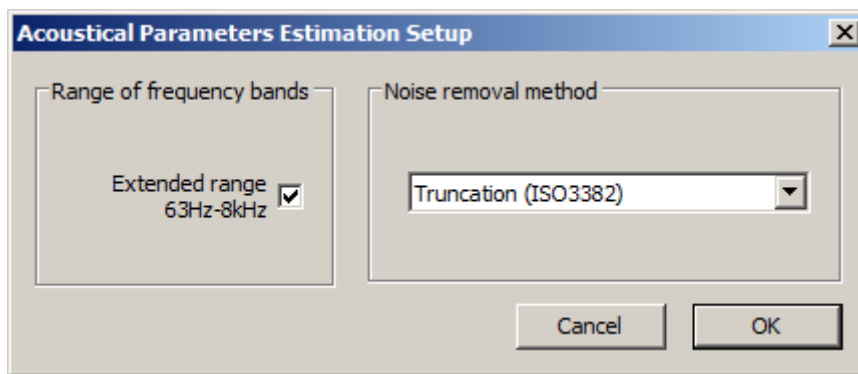 Acoustical Parameters Estimation Setup
Range of frequency bands
Extended range
63Hz-8kHz
Noise removal method
Truncation (ISO3382)
Cancel
OK